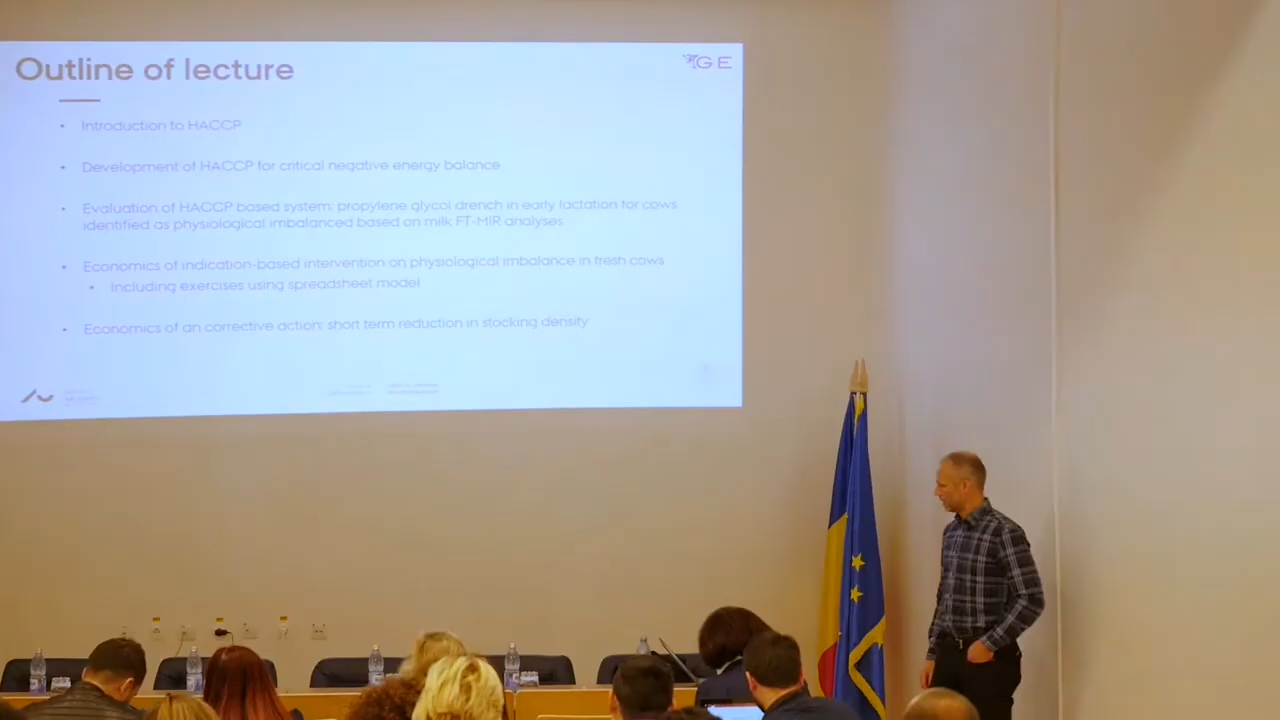 Outline of lecture
GE
• Introduction to HACCP
• Development of HACCP for critical negative energy balance
• Evaluation of HACCP based system: propylene glycol drench in early lactation for cows
identified as physiological imbalanced based on milk FT-MIR analyses
• Economics of indication-based intervention on physiological imbalance in fresh cows
• Including exercises using spreadsheet model
• Economics of an corrective action: short term reduction in stocking density